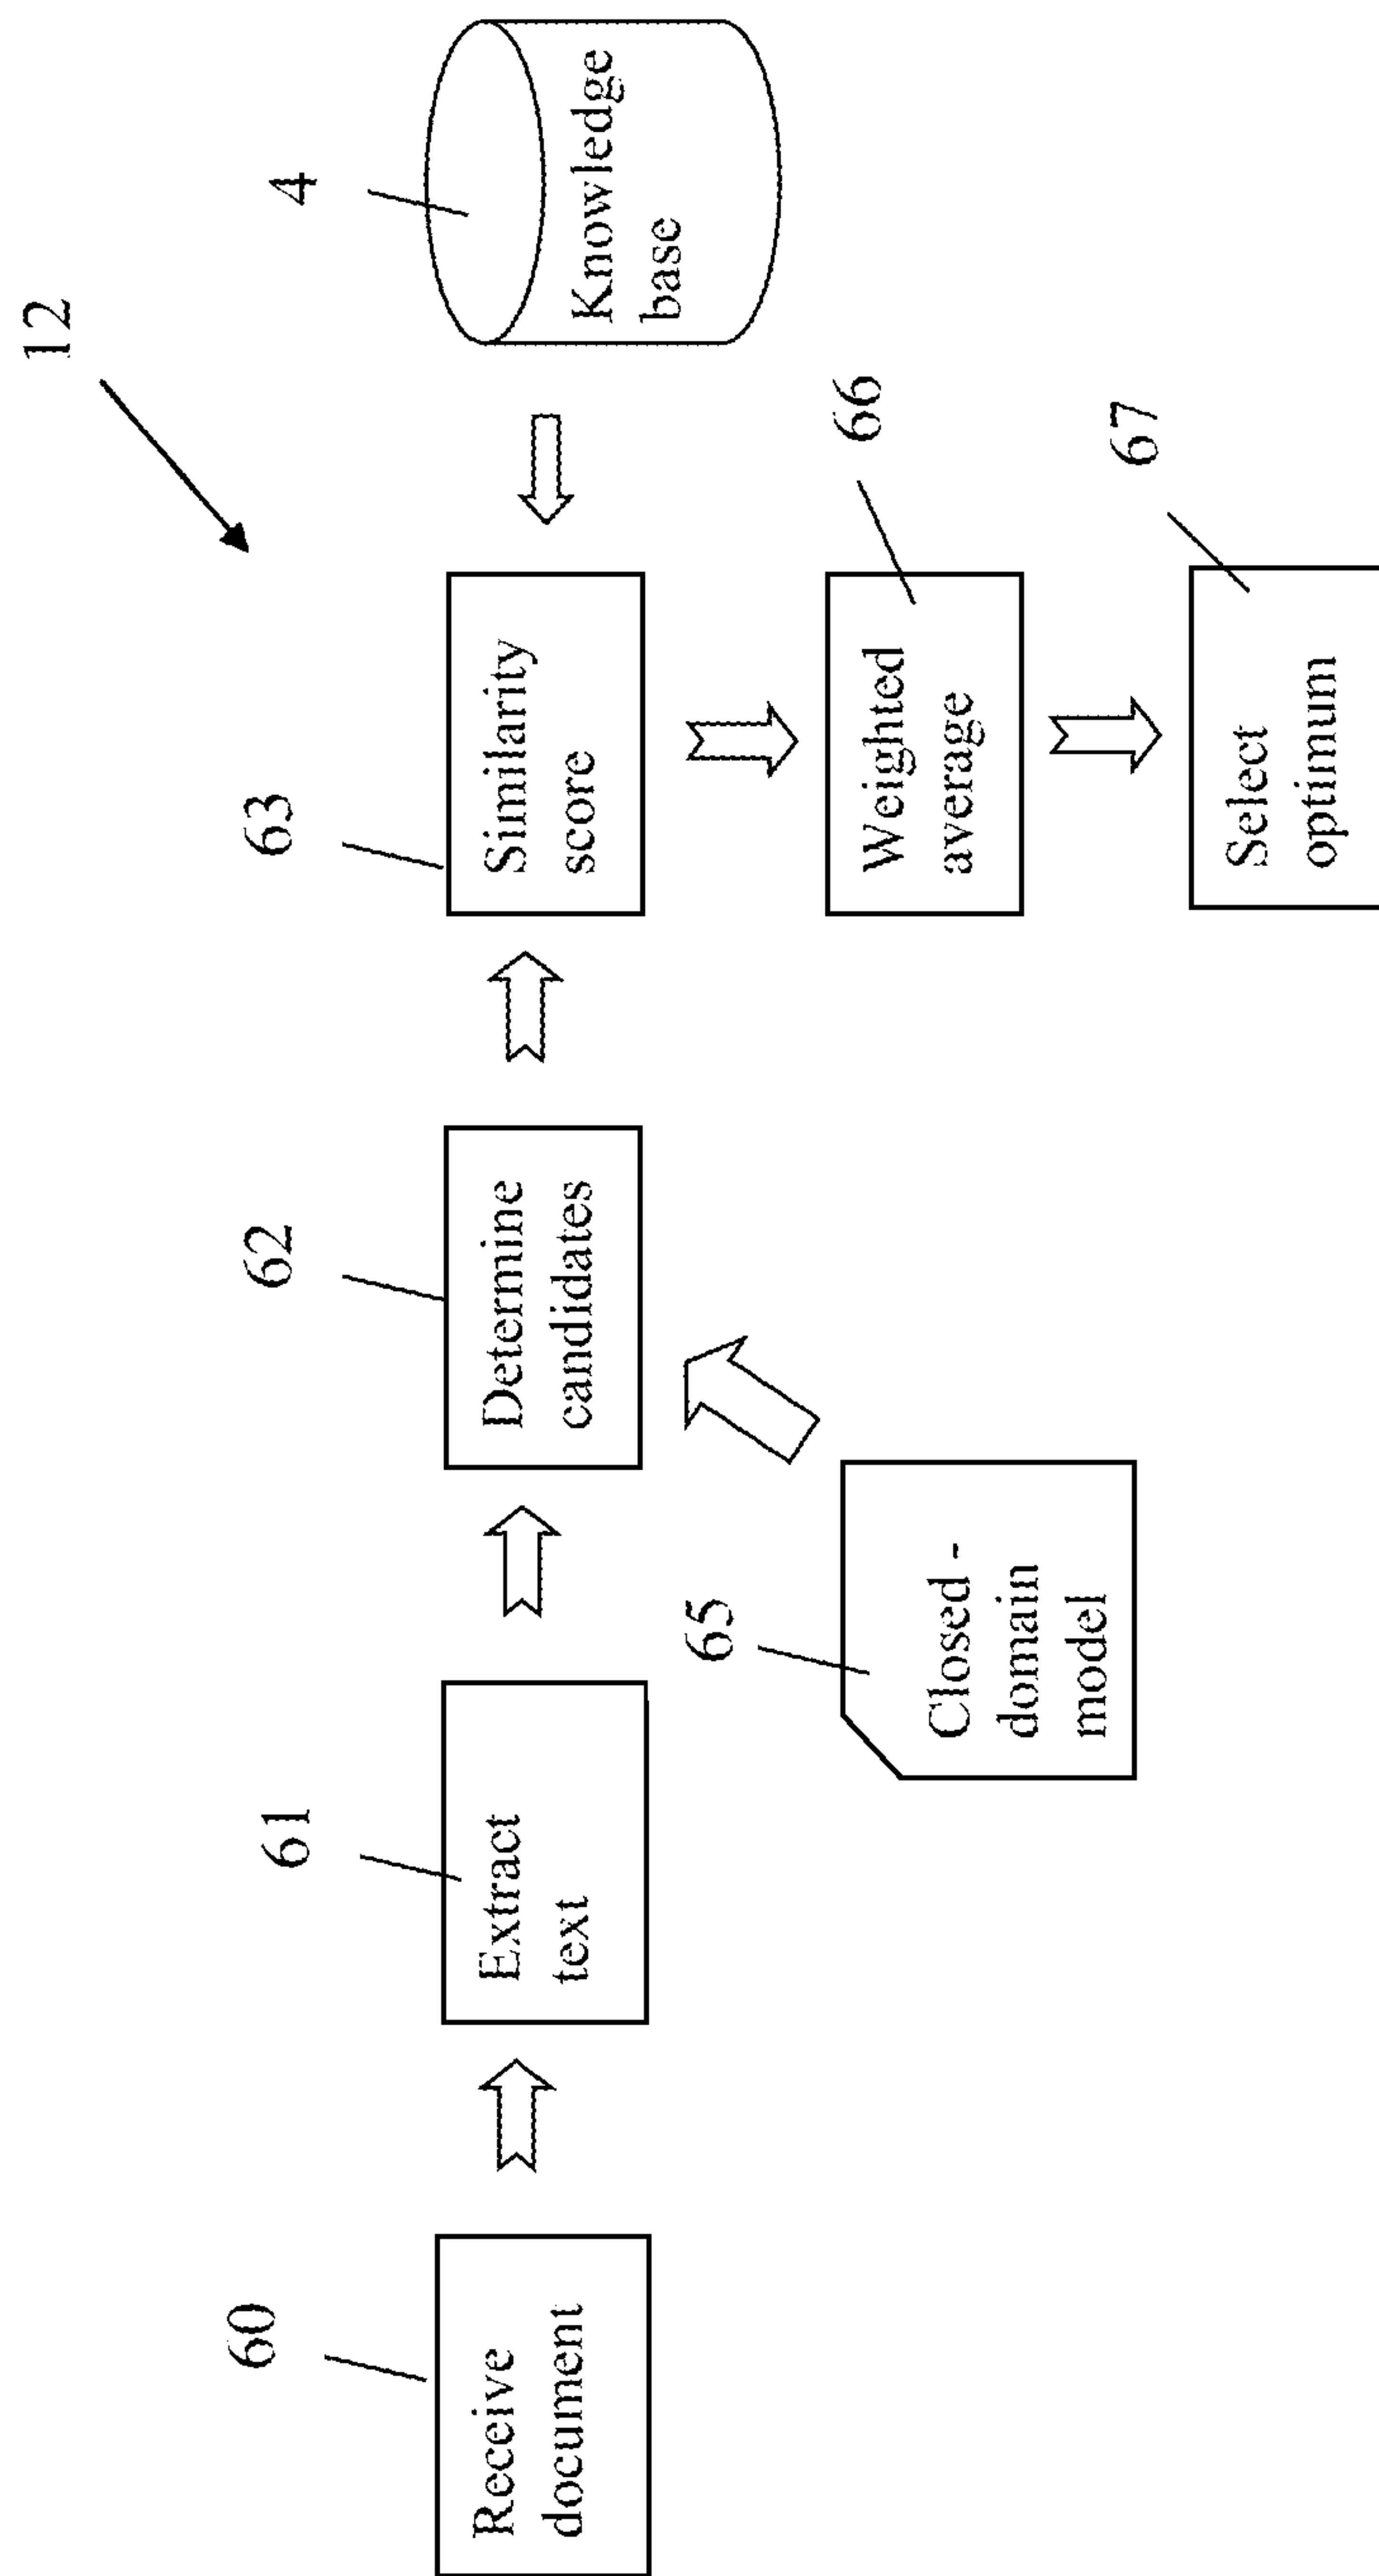 12
60
Receive
document
61
Extract
text
62
Determine
candidates
63
Similarity
score
4
Knowledge
base
65
Closed -
domain
model
66
Weighted
average
67
Select
optimum